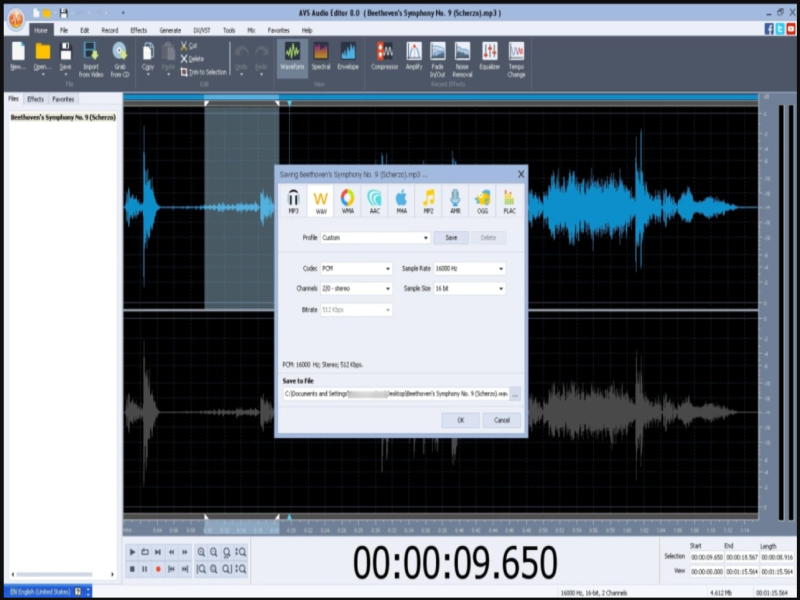 AVS Audio Editor 8.0 ( Beethoven's Symphony No. 9 (Scherzo).mp3 )
Home File Edit Record Effects Generate DX/VST Tools Mix Favorites Help
New... Open... Save Import from Video Grab from CD Copy Paste Cut Delete Trim to Selection Undo Redo Waveform Spectral Envelope Compressor Amplify Fade In/Out Noise Removal Equalizer Tempo Change
File Edit View Record Effects
Files Effects Favorites
Beethoven's Symphony No. 9 (Scherzo)
Saving Beethoven's Symphony No. 9 (Scherzo).mp3 ...
MP3 WAV WMA AAC M4A MP2 AMR OGG FLAC
Profile Custom Save Delete
Codec PCM Sample Rate 16000 Hz
Channels 2/0 - stereo Sample Size 16 bit
Bitrate 512 Kbps
PCM: 16000 Hz; Stereo; 512 Kbps.
Save to File
C:\Documents and Settings\ Desktop\Beethoven's Symphony No. 9 (Scherzo).wav ...
OK Cancel
00:00:09.650
Start End Length
Selection 00:00:09.650 00:00:18.567 00:00:08.916
View 00:00:00.000 00:01:15.564 00:01:15.564
EN English (United States)
16000 Hz, 16-bit, 2 Channels 4.612 Mb 00:01:15.564